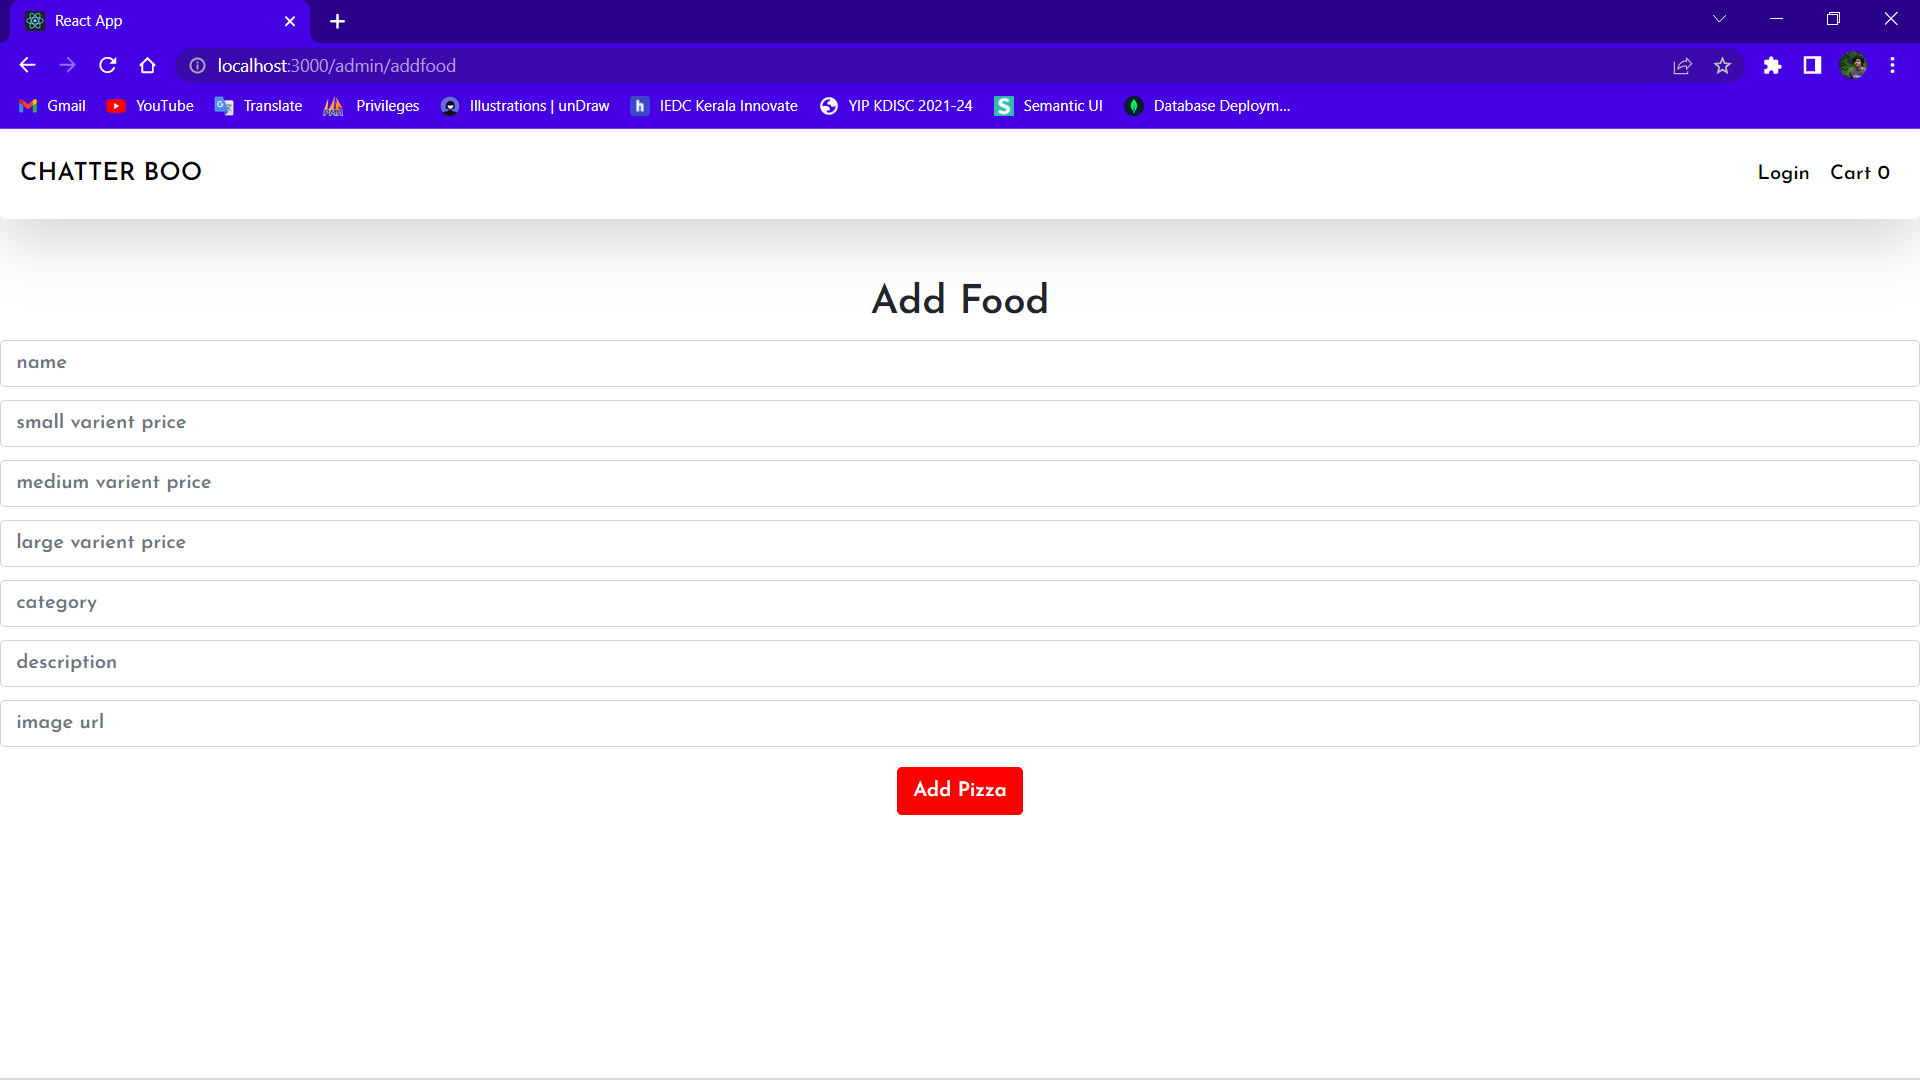 React App
localhost:3000/admin/addfood
Gmail YouTube Translate Privileges Illustrations | unDraw IEDC Kerala Innovate YIP KDISC 2021-24 Semantic UI Database Deploym...
CHATTER BOO Login Cart 0
Add Food
name
small varient price
medium varient price
large varient price
category
description
image url
Add Pizza